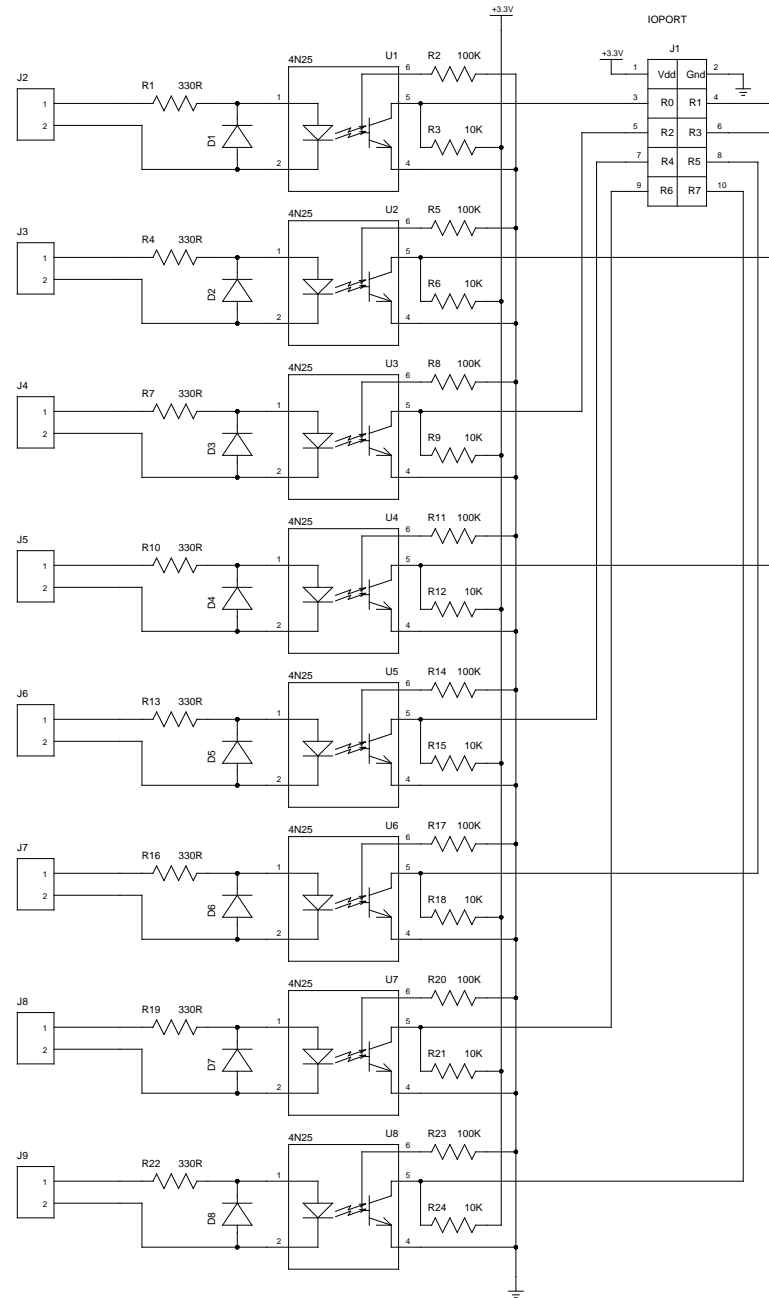 +3.3V
IOPORT
J1
+3.3V
1 Vdd Gnd 2
3 R0 R1 4
5 R2 R3 6
7 R4 R5 8
9 R6 R7 10
J2
1
2
R1 330R
D1
4N25 U1
1
2
6
5
4
R2 100K
R3 10K
J3
1
2
R4 330R
D2
4N25 U2
1
2
6
5
4
R5 100K
R6 10K
J4
1
2
R7 330R
D3
4N25 U3
1
2
6
5
4
R8 100K
R9 10K
J5
1
2
R10 330R
D4
4N25 U4
1
2
6
5
4
R11 100K
R12 10K
J6
1
2
R13 330R
D5
4N25 U5
1
2
6
5
4
R14 100K
R15 10K
J7
1
2
R16 330R
D6
4N25 U6
1
2
6
5
4
R17 100K
R18 10K
J8
1
2
R19 330R
D7
4N25 U7
1
2
6
5
4
R20 100K
R21 10K
J9
1
2
R22 330R
D8
4N25 U8
1
2
6
5
4
R23 100K
R24 10K